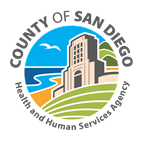 COUNTY OF SAN DIEGO
Health and Human Services Agency